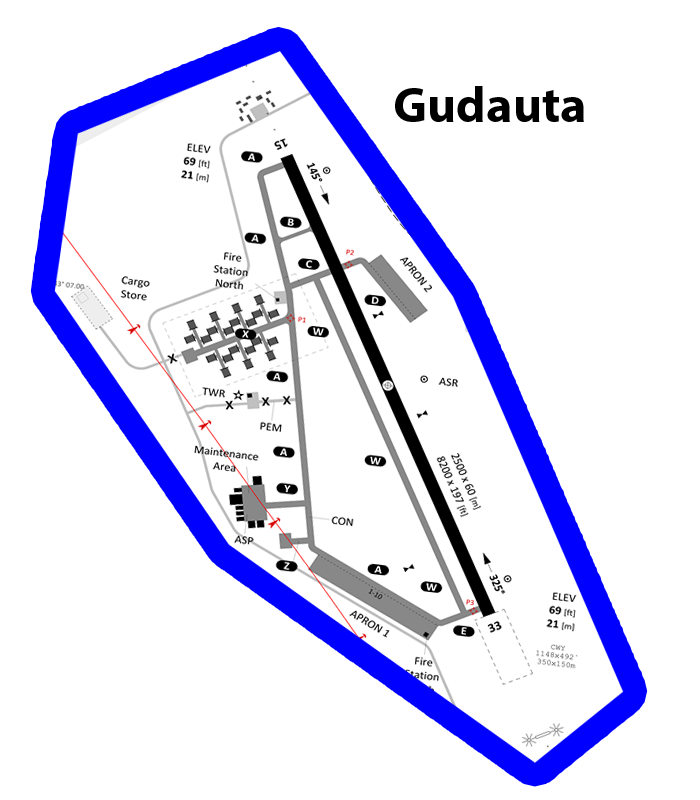 Gudauta
15
ELEV
69 [ft]
21 [m]
A
145°
B
A
P2
C
Fire
Station
North
APRON 2
3° 07.00
Cargo
Store
D
P1
X
W
X
A
ASR
TWR
X
X
X
PEM
Maintenance
Area
A
W
2500 x 60 [m]
8200 x 197 [ft]
Y
CON
ASP
Z
A
W
325°
1-10
APRON 1
P3
E
33
ELEV
69 [ft]
21 [m]
CWY
1148x492'
350x150m
Fire
Station